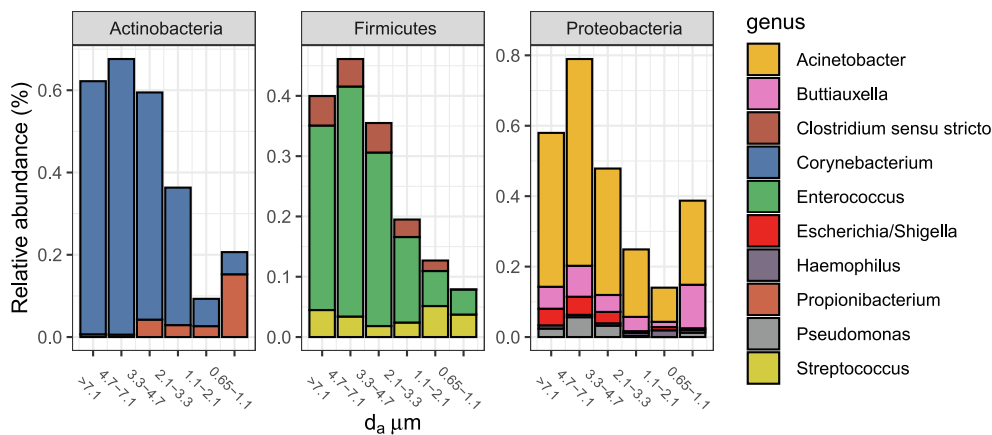 Actinobacteria
Firmicutes
Proteobacteria
Relative abundance (%)
0.6
0.4
0.2
0.0
0.4
0.3
0.2
0.1
0.0
0.8
0.6
0.4
0.2
0.0
>7.1
4.7–7.1
3.3–4.7
2.1–3.3
1.1–2.1
0.65–1.1
>7.1
4.7–7.1
3.3–4.7
2.1–3.3
1.1–2.1
0.65–1.1
>7.1
4.7–7.1
3.3–4.7
2.1–3.3
1.1–2.1
0.65–1.1
da μm
genus
Acinetobacter
Buttiauxella
Clostridium sensu stricto
Corynebacterium
Enterococcus
Escherichia/Shigella
Haemophilus
Propionibacterium
Pseudomonas
Streptococcus